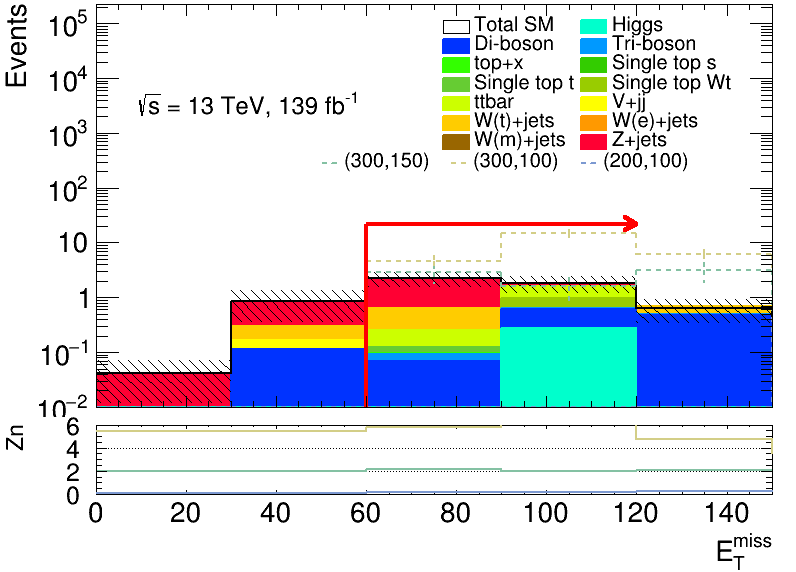 Events
10^5
10^4
10^3
10^2
10
1
10^-1
10^-2
Total SM Higgs
Di-boson Tri-boson
top+x Single top s
Single top t Single top Wt
ttbar V+jj
W(t)+jets W(e)+jets
W(m)+jets Z+jets
(300,150) (300,100) (200,100)
√s = 13 TeV, 139 fb^-1
Zn
6
4
2
0
0 20 40 60 80 100 120 140
E_T^miss